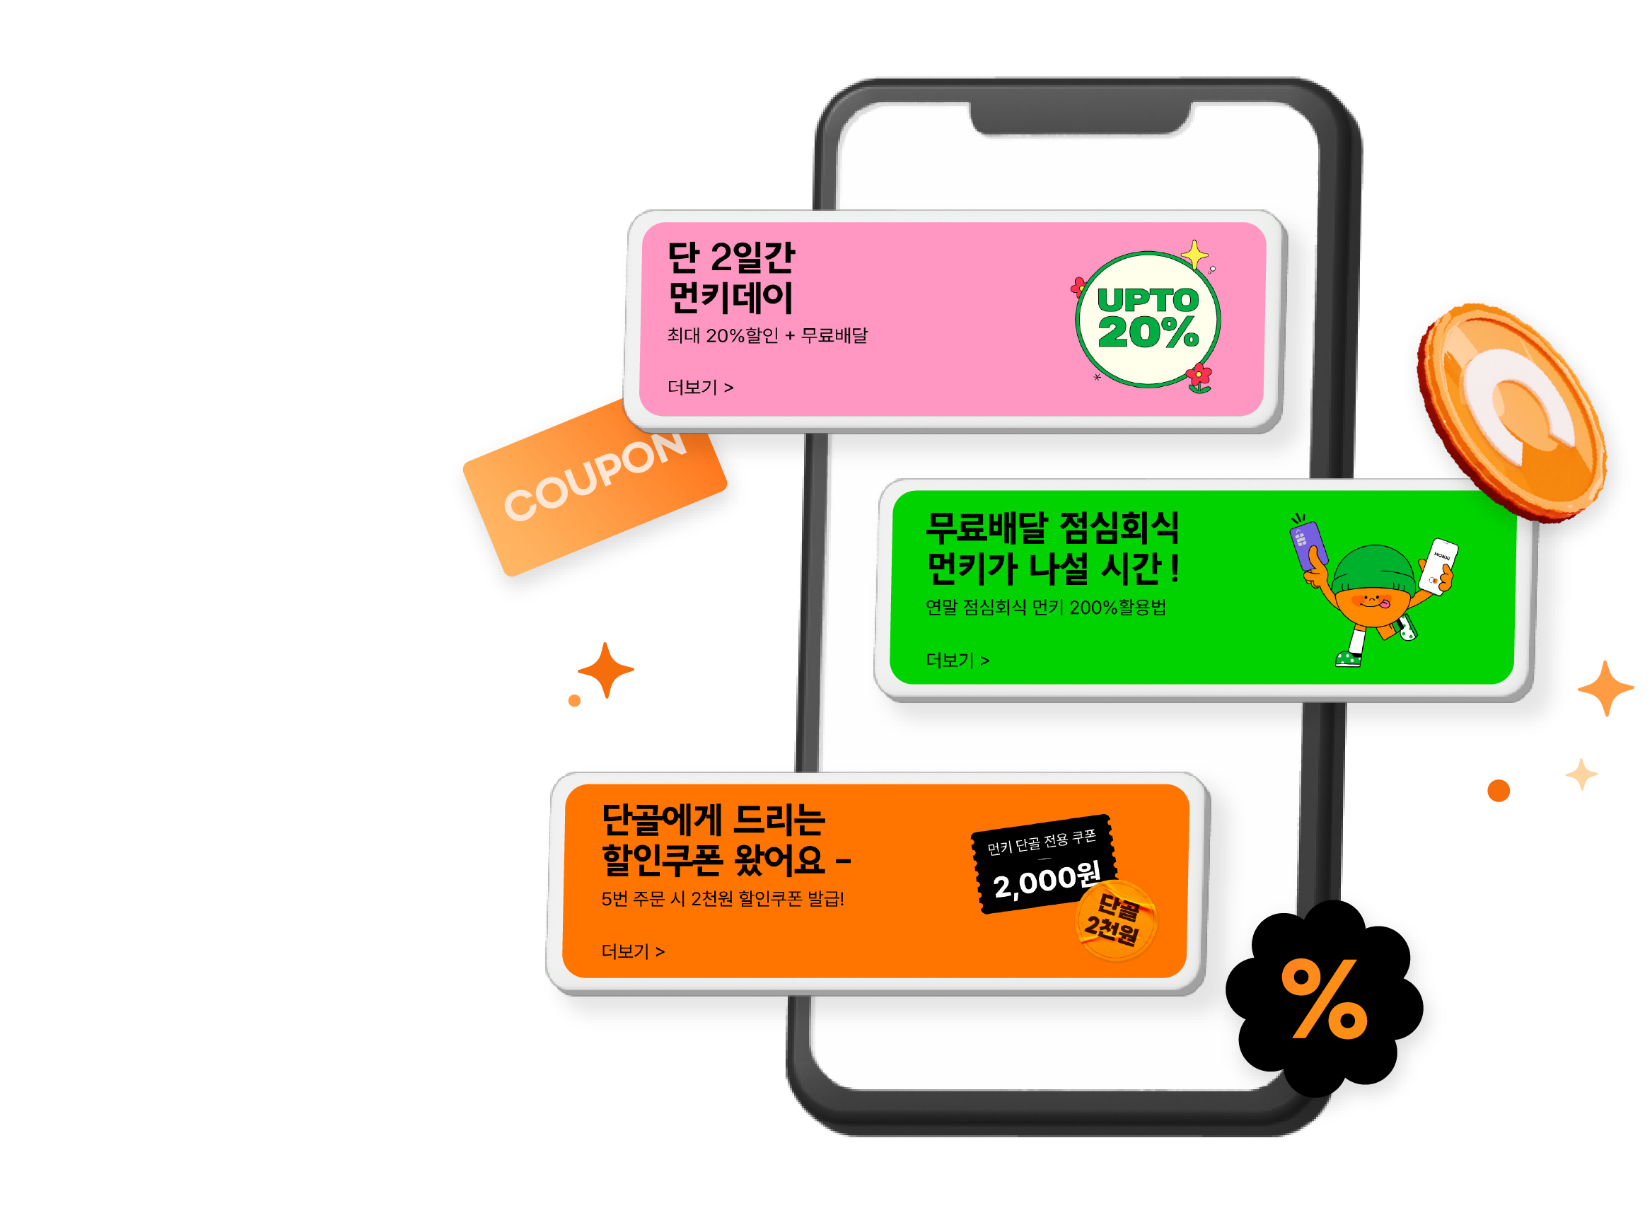 단 2일간
먼키데이
최대 20%할인 + 무료배달
더보기 >
UPTO
20%
COUPON
무료배달 점심회식
먼키가 나설 시간 !
연말 점심회식 먼키 200%활용법
더보기 >
단골에게 드리는
할인쿠폰 왔어요 –
5번 주문 시 2천원 할인쿠폰 발급!
더보기 >
먼키 단골 전용 쿠폰
2,000원
단골
2천원
%